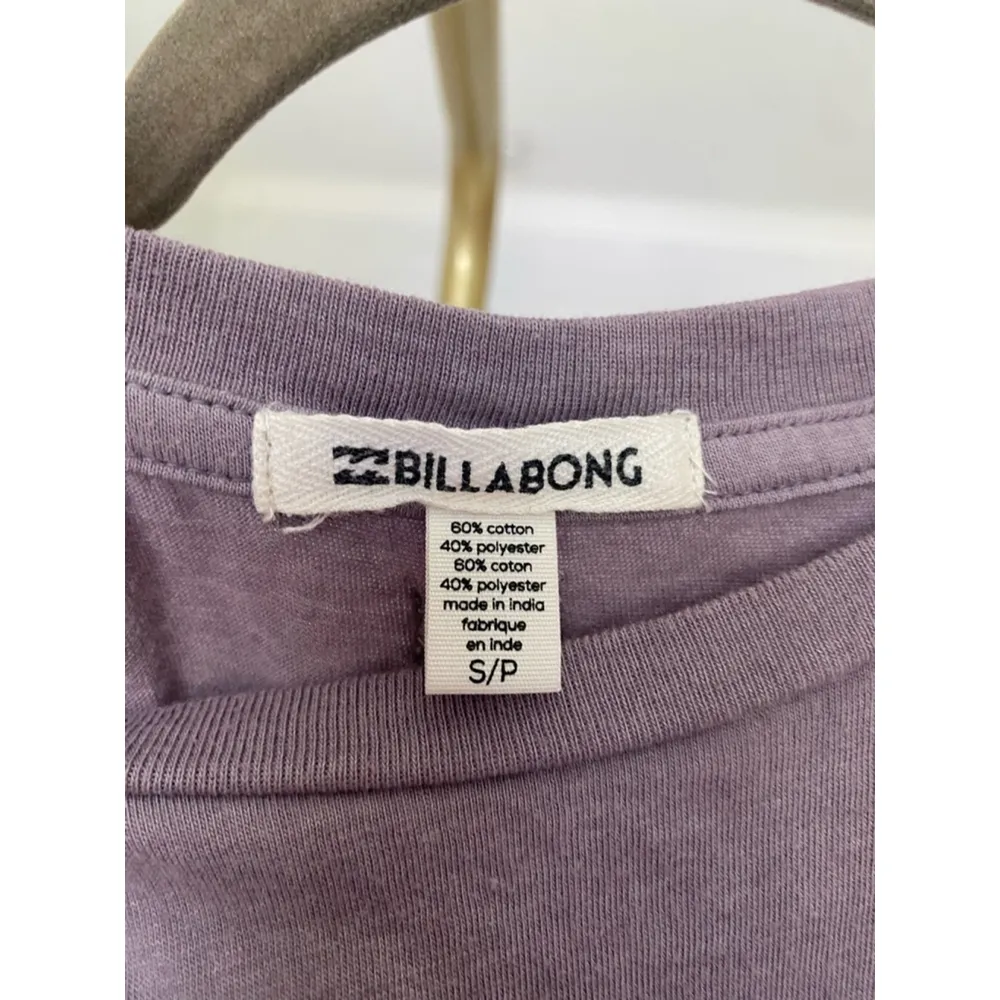 BILLABONG
60% cotton
40% polyester
60% coton
40% polyester
made in india
fabrique
en inde
S/P